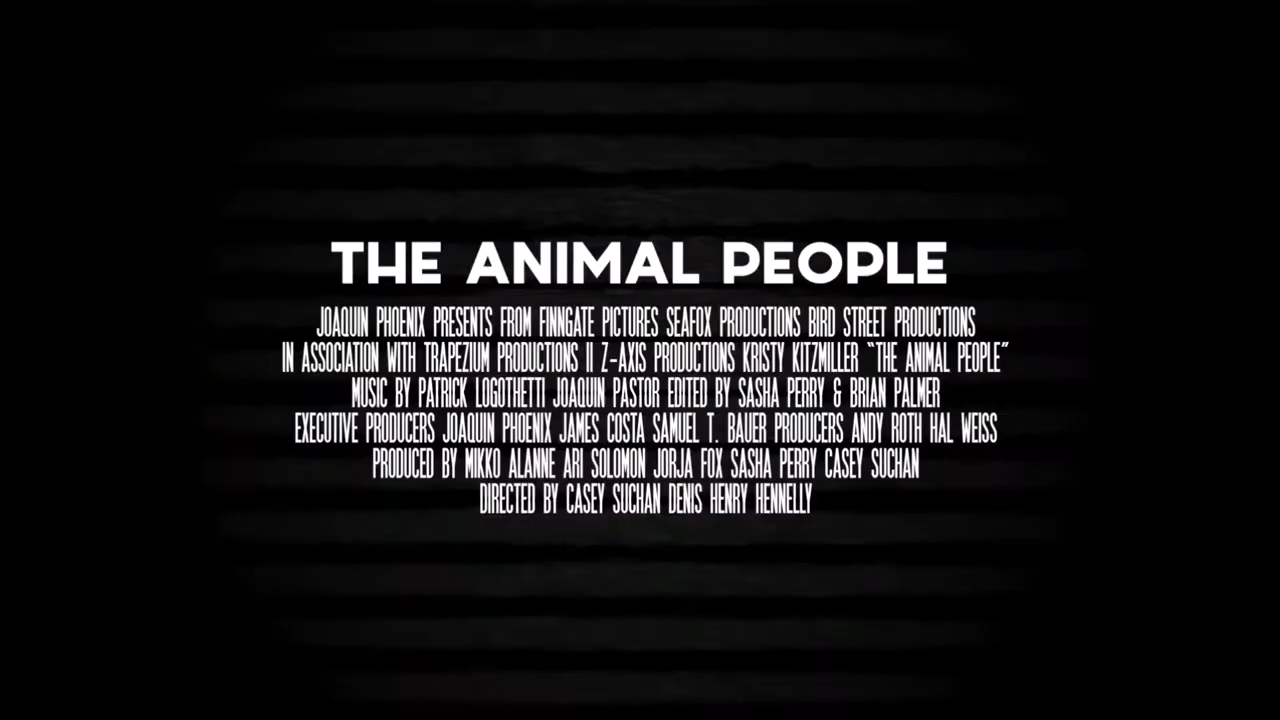 THE ANIMAL PEOPLE
JOAQUIN PHOENIX PRESENTS FROM FINNGATE PICTURES SEAFOX PRODUCTIONS BIRD STREET PRODUCTIONS
IN ASSOCIATION WITH TRAPEZIUM PRODUCTIONS II Z-AXIS PRODUCTIONS KRISTY KITZMILLER “THE ANIMAL PEOPLE”
MUSIC BY PATRICK LOGOTHETTI JOAQUIN PASTOR EDITED BY SASHA PERRY & BRIAN PALMER
EXECUTIVE PRODUCERS JOAQUIN PHOENIX JAMES COSTA SAMUEL T. BAUER PRODUCERS ANDY ROTH HAL WEISS
PRODUCED BY MIKKO ALANNE ARI SOLOMON JORJA FOX SASHA PERRY CASEY SUCHAN
DIRECTED BY CASEY SUCHAN DENIS HENRY HENNELLY